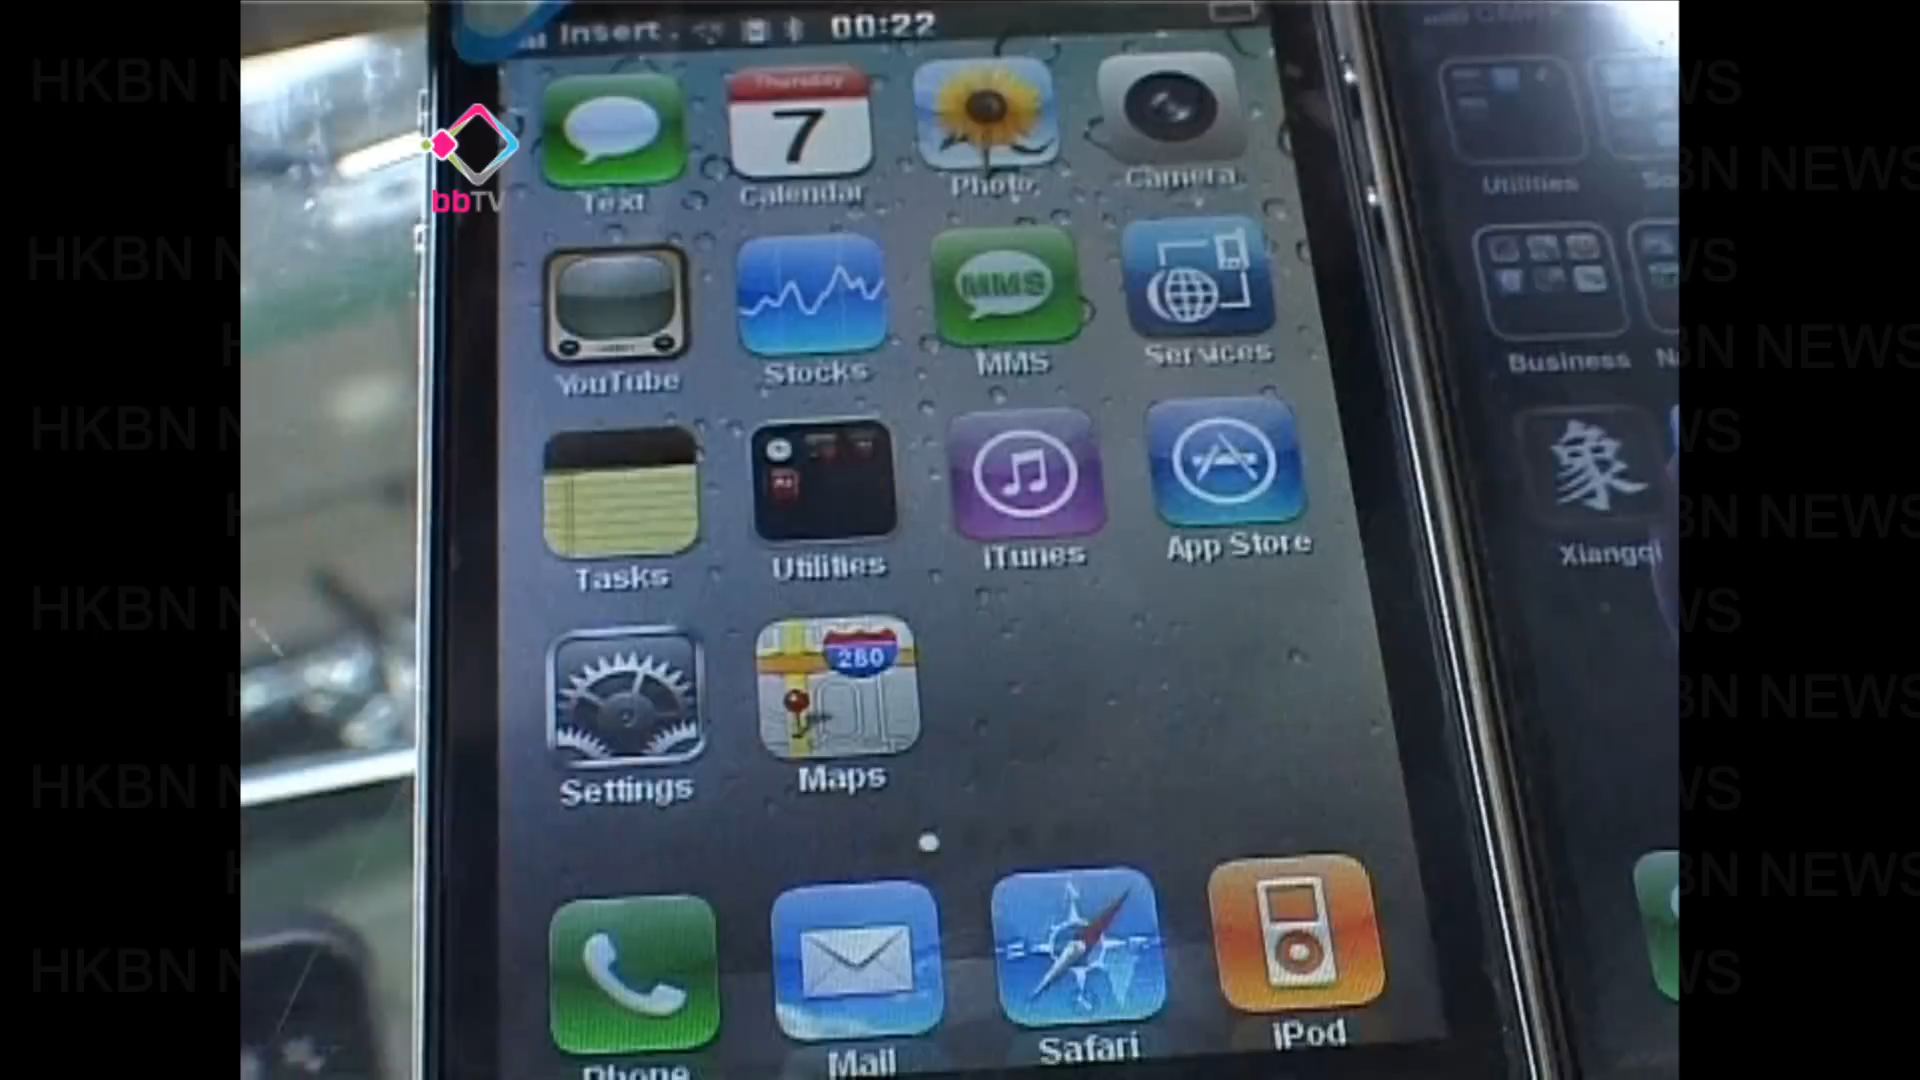 Insert. 00:22
Thursday
7
Text Calendar Photo Camera
Utilities
bbTV
MMS
YouTube Stocks MMS Services
Business
象
Tasks Utilities iTunes App Store
Xiangqi
280
Settings Maps
Phone Mail Safari iPod
HKBN NEWS